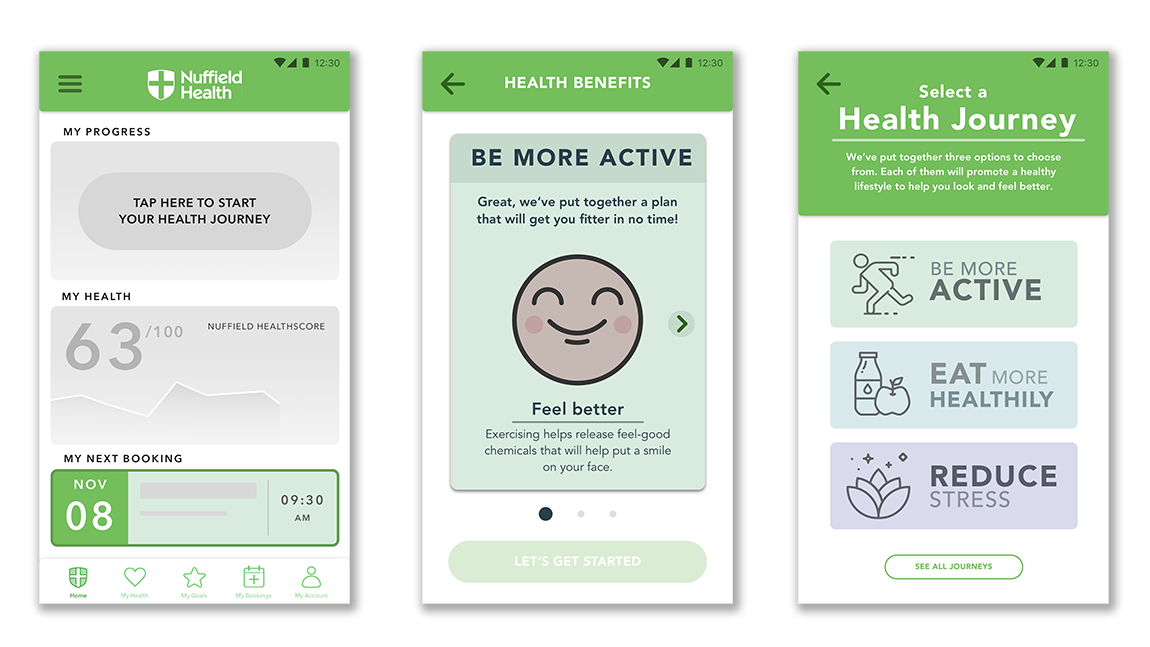 12:30
Nuffield
Health
MY PROGRESS
TAP HERE TO START
YOUR HEALTH JOURNEY
MY HEALTH
63/100
NUFFIELD HEALTHSCORE
MY NEXT BOOKING
NOV
08
09:30
AM
Home
My Health
My Goals
My Bookings
My Account
12:30
HEALTH BENEFITS
BE MORE ACTIVE
Great, we’ve put together a plan
that will get you fitter in no time!
Feel better
Exercising helps release feel-good
chemicals that will help put a smile
on your face.
LET’S GET STARTED
12:30
Select a
Health Journey
We’ve put together three options to choose
from. Each of them will promote a healthy
lifestyle to help you look and feel better.
BE MORE
ACTIVE
EAT MORE
HEALTHILY
REDUCE
STRESS
SEE ALL JOURNEYS